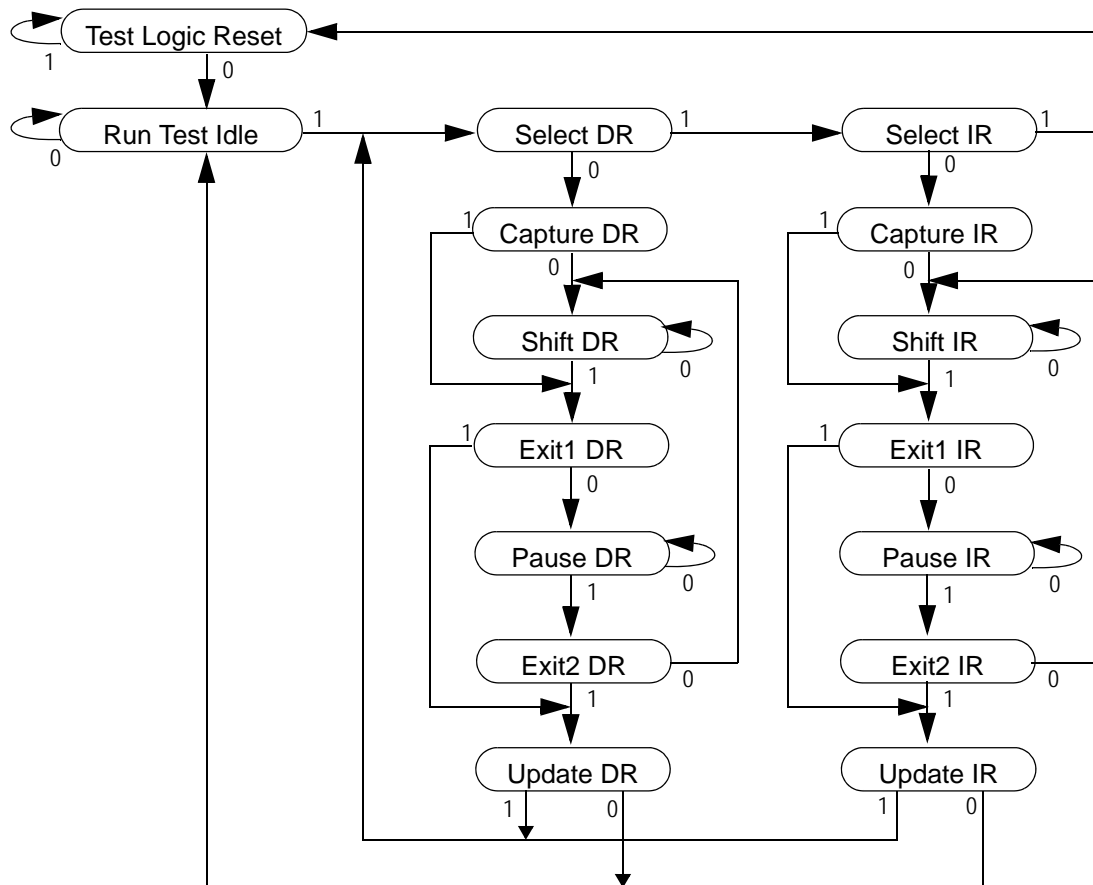 Test Logic Reset
1
0
Run Test Idle
1
Select DR
1
Select IR
1
0
0
0
1
Capture DR
1
Capture IR
0
0
Shift DR
Shift IR
0
0
1
1
1
Exit1 DR
1
Exit1 IR
0
0
Pause DR
Pause IR
0
0
1
1
Exit2 DR
Exit2 IR
0
0
1
1
Update DR
Update IR
1
0
1
0